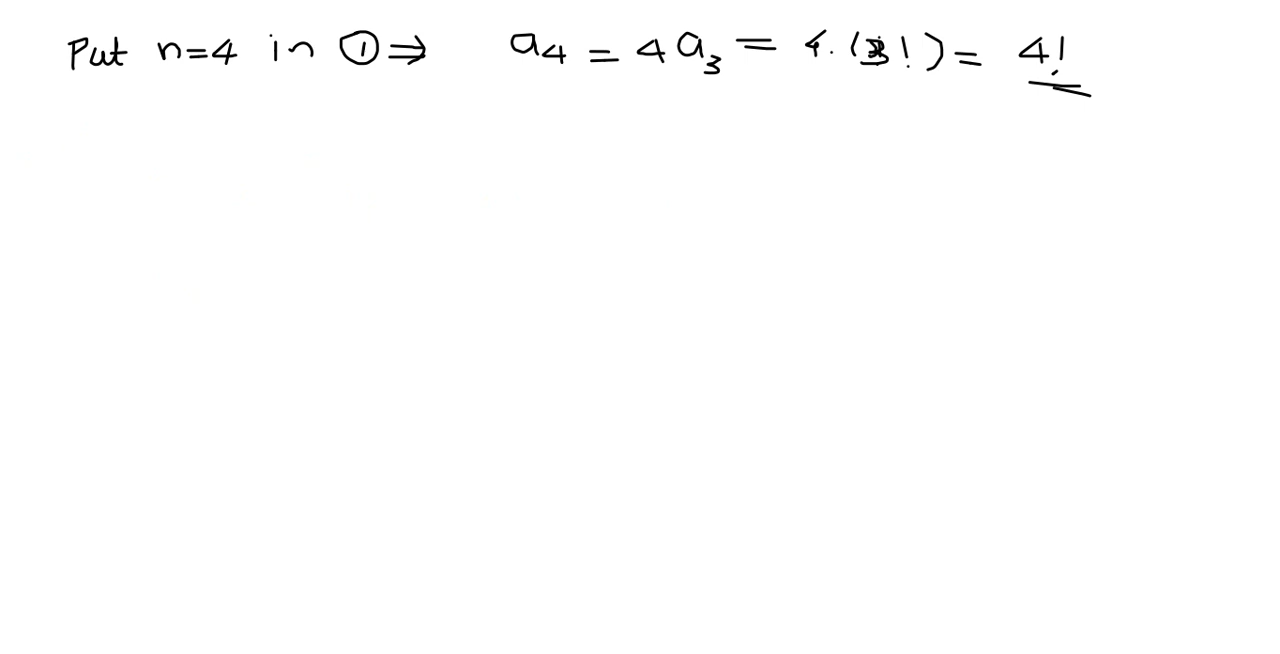 Put n=4 in ① ⇒ a₄ = 4a₃ = 4.(3!) = 4!